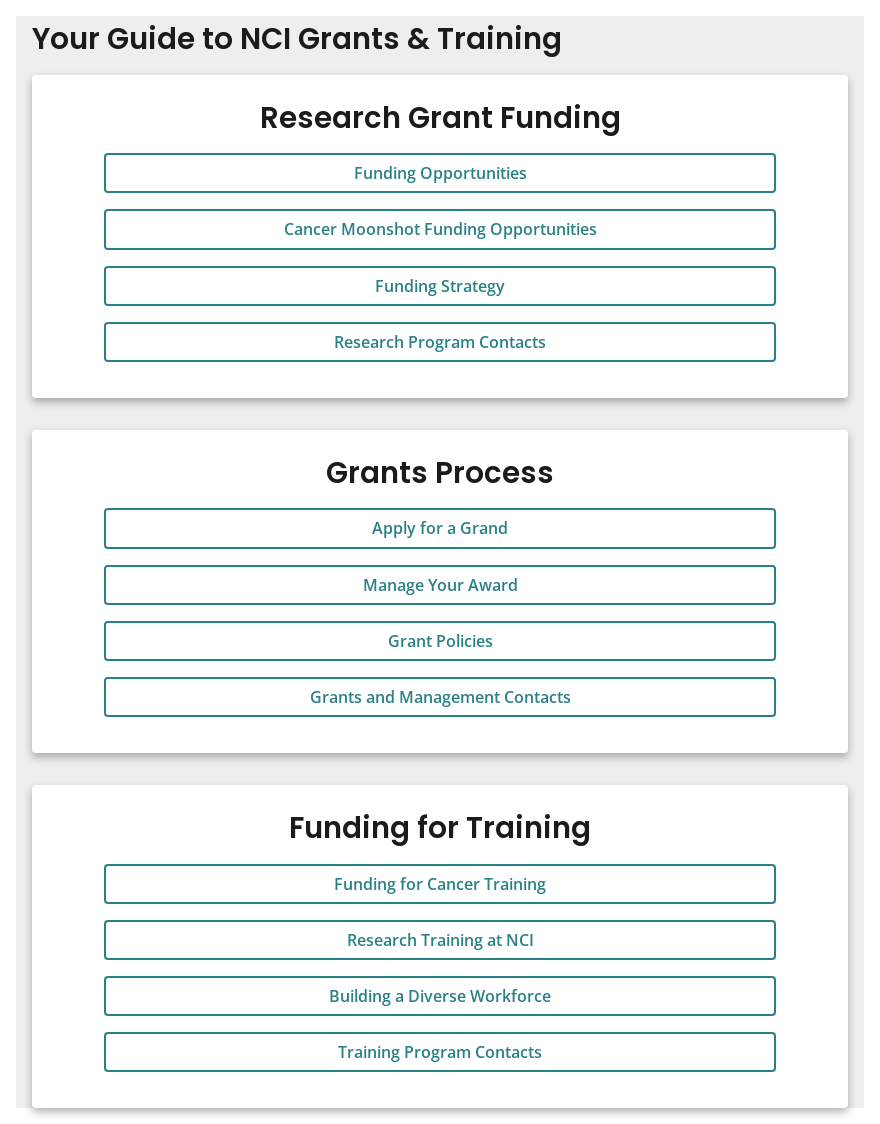 Your Guide to NCI Grants & Training
Research Grant Funding
Funding Opportunities
Cancer Moonshot Funding Opportunities
Funding Strategy
Research Program Contacts
Grants Process
Apply for a Grand
Manage Your Award
Grant Policies
Grants and Management Contacts
Funding for Training
Funding for Cancer Training
Research Training at NCI
Building a Diverse Workforce
Training Program Contacts